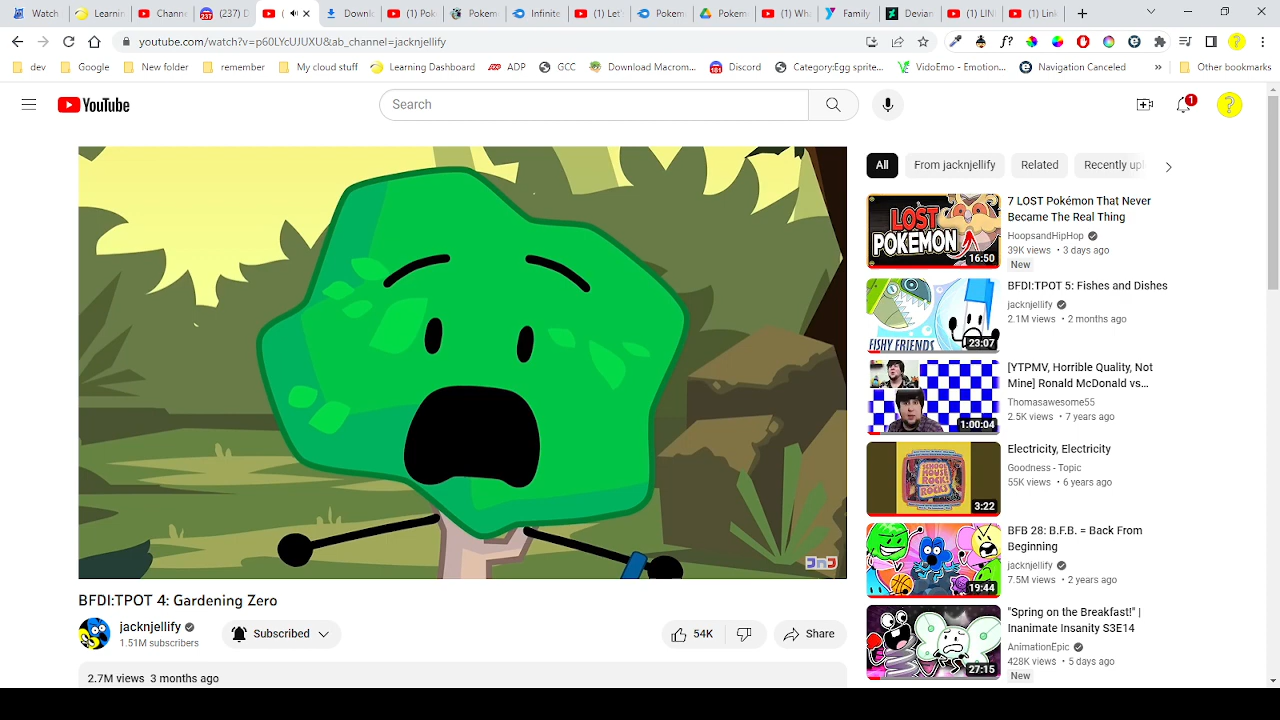 Watch
Learnin
Channe
(237) D
(
Downlo
(1) Pok
Pokem
Infinite
(1) Let'
Pokem
Pokem
(1) Wh
Family
Deviar
(1) LIN
(1) Link
youtube.com/watch?v=p60LYcUJUXU&ab_channel=jacknjellify
dev
Google
New folder
remember
My cloud stuff
Learning Dashboard
ADP
GCC
Download Macrom...
Discord
Category:Egg sprite...
VidoEmo - Emotion...
Navigation Canceled
»
Other bookmarks
YouTube
Search
1
?
All
From jacknjellify
Related
Recently upl
LOST
POKEMON
16:50
7 LOST Pokémon That Never
Became The Real Thing
HoopsandHipHop
39K views • 3 days ago
New
FISHY FRIENDS
23:07
BFDI:TPOT 5: Fishes and Dishes
jacknjellify
2.1M views • 2 months ago
1:00:04
[YTPMV, Horrible Quality, Not
Mine] Ronald McDonald vs...
Thomasawesome55
2.5K views • 7 years ago
SCHOOL
HOUSE
ROCK!
ROCKS
3:22
Electricity, Electricity
Goodness - Topic
55K views • 6 years ago
19:44
BFB 28: B.F.B. = Back From
Beginning
jacknjellify
7.5M views • 2 years ago
27:15
"Spring on the Breakfast!" |
Inanimate Insanity S3E14
AnimationEpic
428K views • 5 days ago
New
JNJ
BFDI:TPOT 4: Gardening Zero
jacknjellify
1.51M subscribers
Subscribed
54K
Share
2.7M views 3 months ago